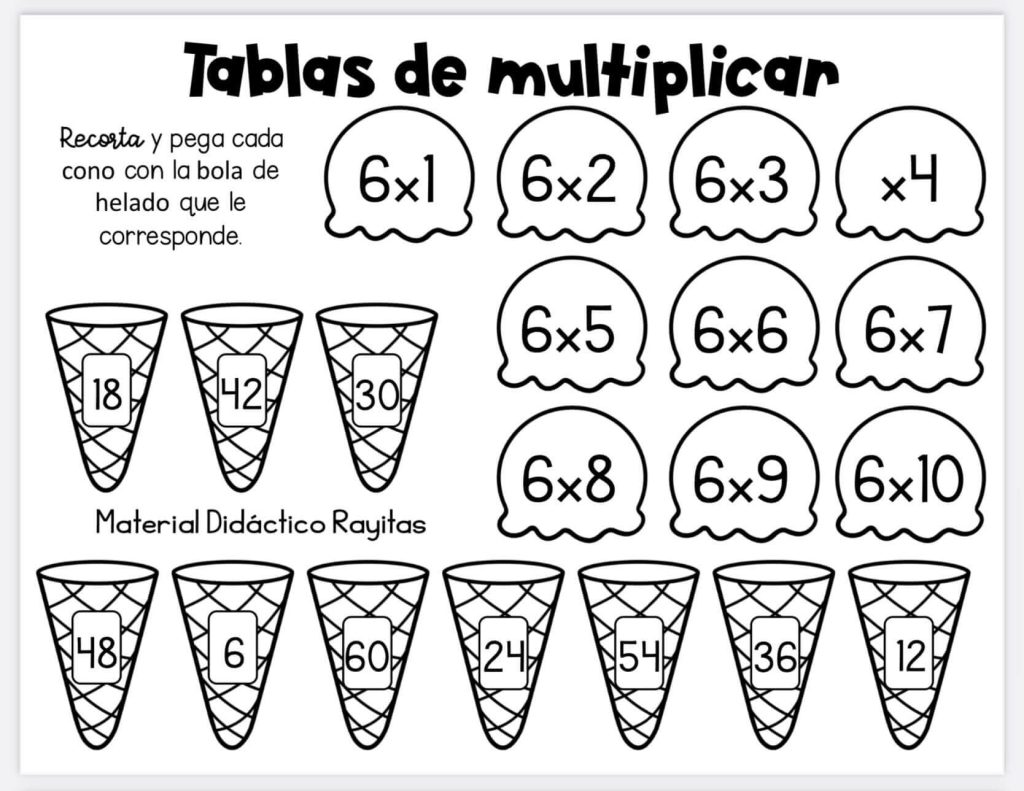 Tablas de multiplicar
Recorta y pega cada
cono con la bola de
helado que le
corresponde.
6x1
6x2
6x3
x4
6x5
6x6
6x7
18
42
30
6x8
6x9
6x10
Material Didáctico Rayitas
48
6
60
24
54
36
12